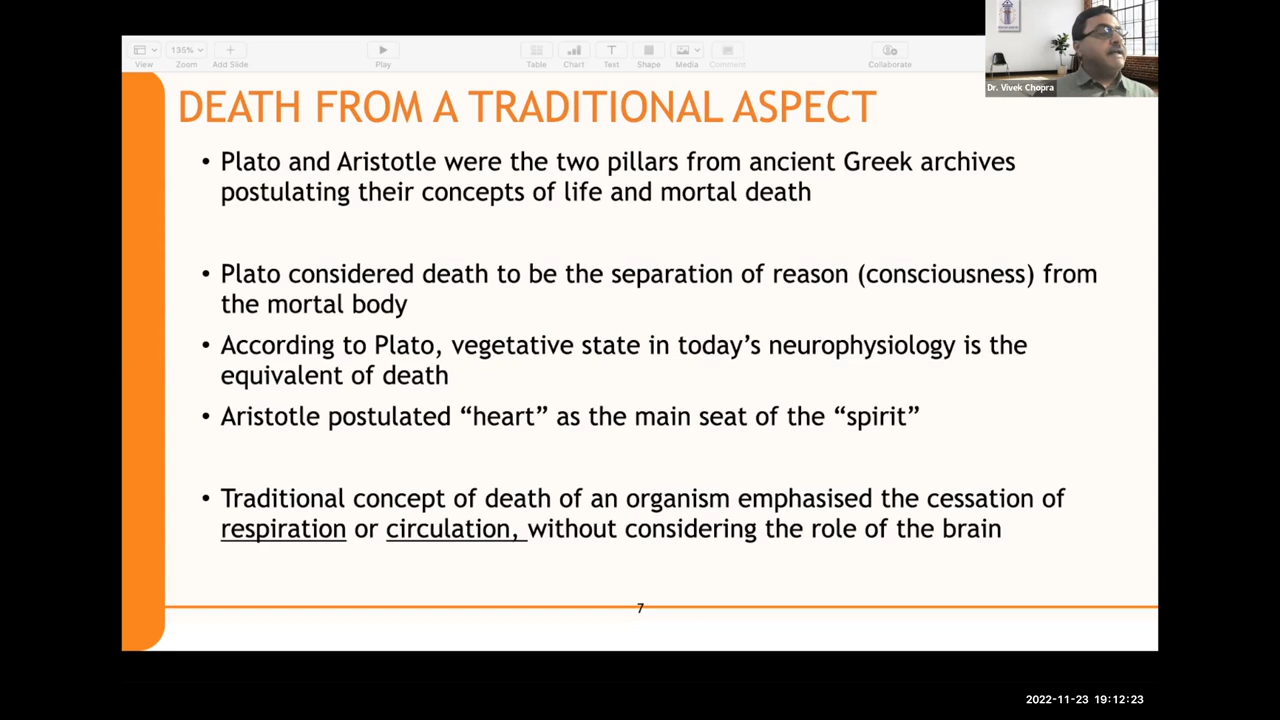 View
135%
Zoom
Add Slide
Play
Table
Chart
Text
Shape
Media
Comment
Collaborate
Dr. Vivek Chopra
DEATH FROM A TRADITIONAL ASPECT
• Plato and Aristotle were the two pillars from ancient Greek archives
postulating their concepts of life and mortal death
• Plato considered death to be the separation of reason (consciousness) from
the mortal body
• According to Plato, vegetative state in today’s neurophysiology is the
equivalent of death
• Aristotle postulated “heart” as the main seat of the “spirit”
• Traditional concept of death of an organism emphasised the cessation of
respiration or circulation, without considering the role of the brain
7
2022-11-23 19:12:23